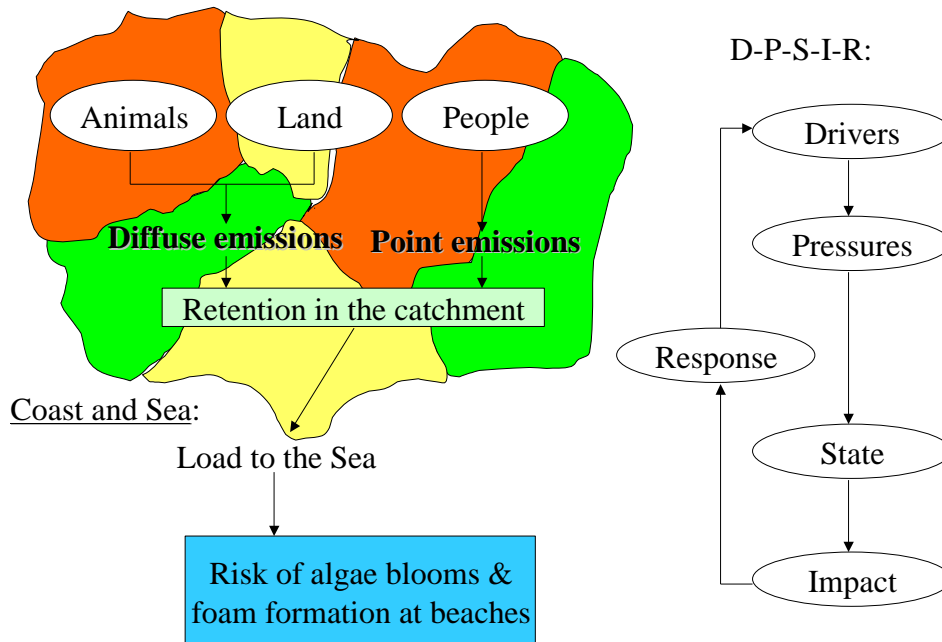 D-P-S-I-R:
Animals
Land
People
Diffuse emissions
Point emissions
Retention in the catchment
Coast and Sea:
Load to the Sea
Risk of algae blooms &
foam formation at beaches
Drivers
Pressures
Response
State
Impact